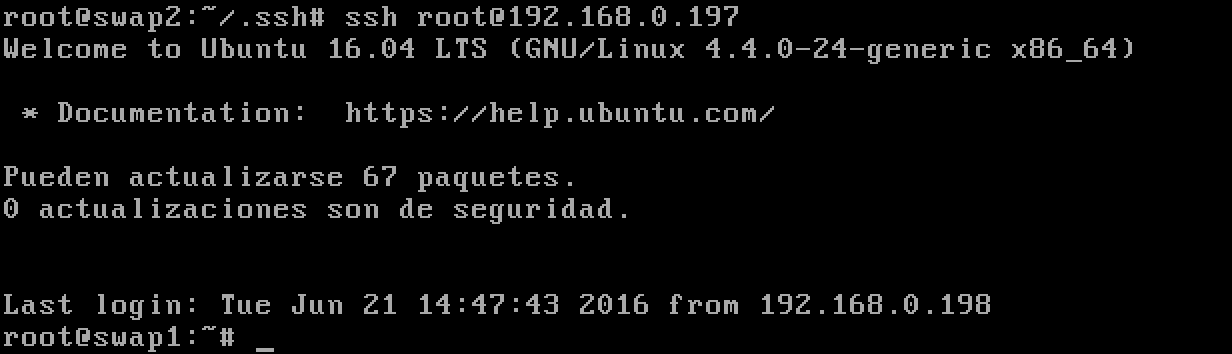 root@swap2:~/.ssh# ssh root@192.168.0.197
Welcome to Ubuntu 16.04 LTS (GNU/Linux 4.4.0-24-generic x86_64)
* Documentation:  https://help.ubuntu.com/
Pueden actualizarse 67 paquetes.
0 actualizaciones son de seguridad.
Last login: Tue Jun 21 14:47:43 2016 from 192.168.0.198
root@swap1:~# _